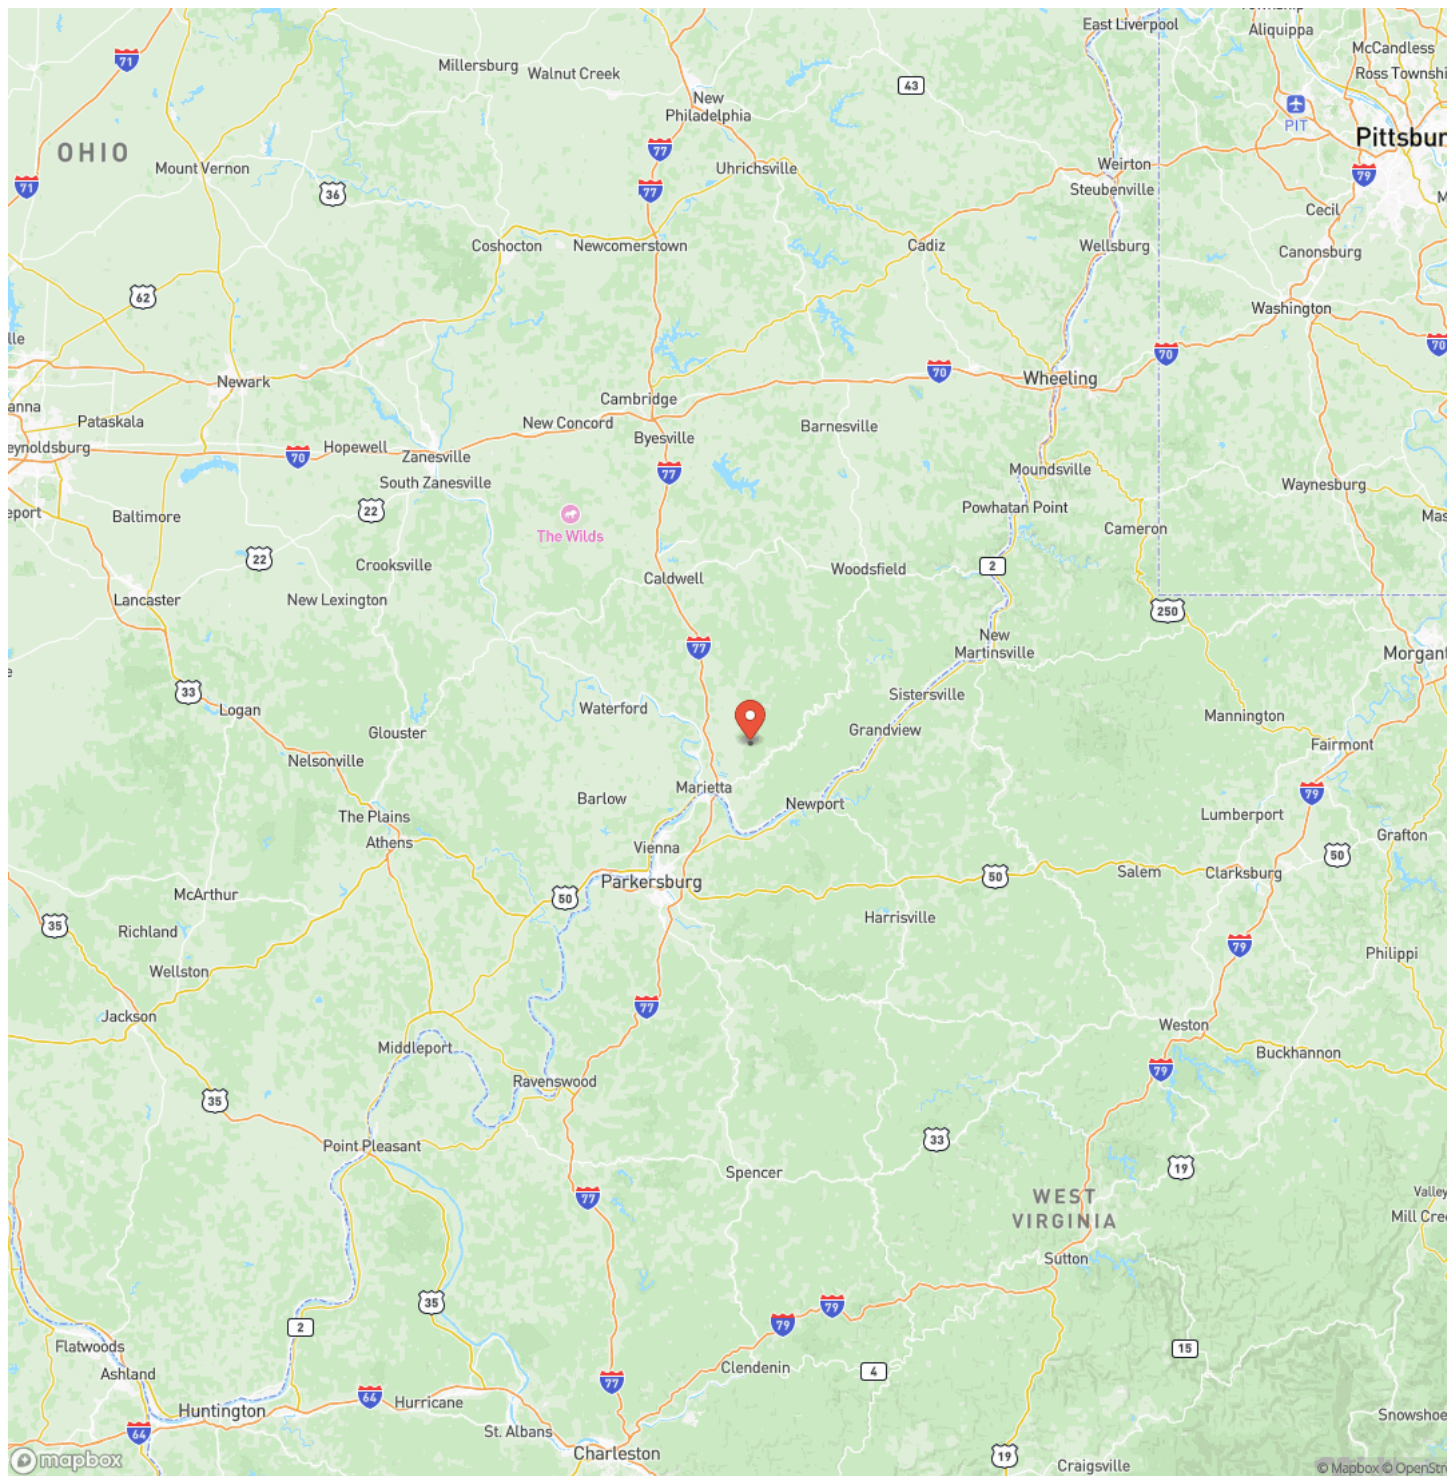 East Liverpool
Township
Aliquippa
71
McCandless
Millersburg
Walnut Creek
Ross Townshi
43
New
Philadelphia
PIT
Pittsbur
OHIO
77
Mount Vernon
Uhrichsville
Weirton
79
71
36
77
Steubenville
M
Cecil
Coshocton
Newcomerstown
Cadiz
Wellsburg
Canonsburg
62
Washington
lle
70
70
70
Newark
Wheeling
Cambridge
anna
Pataskala
New Concord
Barnesville
Byesville
eynoldsburg
Hopewell
70
Zanesville
77
Moundsville
South Zanesville
Waynesburg
eport
Baltimore
22
Powhatan Point
Mas
The Wilds
Cameron
22
Crooksville
2
Woodsfield
Caldwell
Lancaster
New Lexington
250
New
Martinsville
77
Morgant
e
33
Sistersville
Logan
Waterford
Mannington
Glouster
Grandview
Fairmont
Nelsonville
Marietta
79
Barlow
Newport
The Plains
Lumberport
Athens
Grafton
Vienna
50
50
Salem
Clarksburg
Parkersburg
McArthur
50
35
Harrisville
Richland
79
Philippi
Wellston
77
Jackson
Weston
Middleport
Buckhannon
79
Ravenswood
35
33
Point Pleasant
19
Spencer
77
WEST
VIRGINIA
Valley
Mill Cree
Sutton
35
79
2
79
Flatwoods
15
Clendenin
4
Ashland
77
64
Hurricane
Huntington
Snowshoe
64
St. Albans
Charleston
19
Craigsville
mapbox
© Mapbox © OpenStre